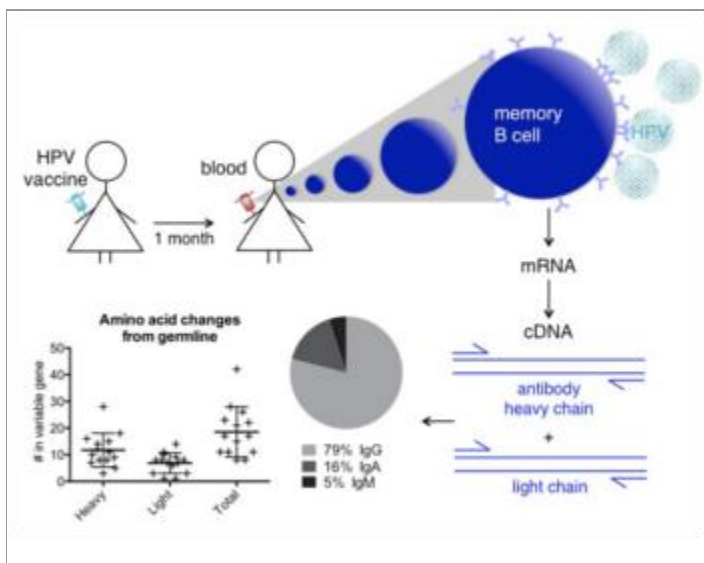 HPV
vaccine
1 month
blood
memory
B cell
HPV
mRNA
cDNA
antibody
heavy chain
+
light chain
Amino acid changes
from germline
# in variable gene
50
40
30
20
10
0
Heavy
Light
Total
79% IgG
16% IgA
5% IgM